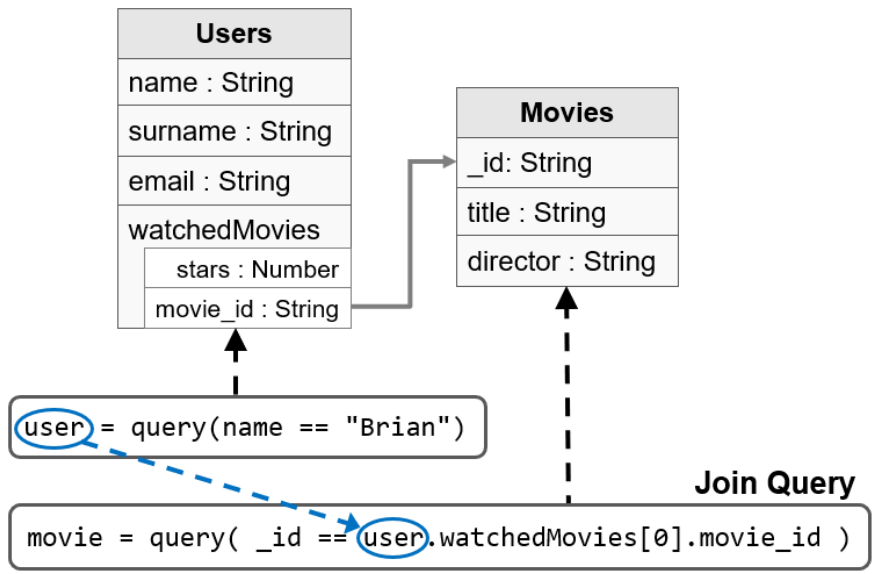 Users
name : String
surname : String
email : String
watchedMovies
stars : Number
movie_id : String
Movies
_id: String
title : String
director : String
user = query(name == "Brian")
Join Query
movie = query( _id == user.watchedMovies[0].movie_id )